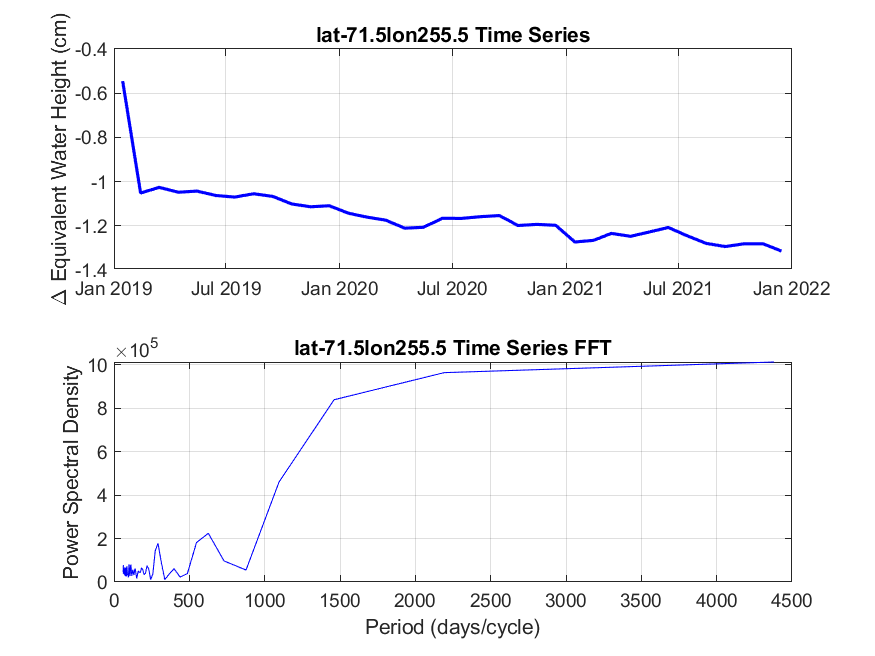 lat-71.5lon255.5 Time Series
Δ Equivalent Water Height (cm)
-0.4
-0.6
-0.8
-1
-1.2
-1.4
Jan 2019 Jul 2019 Jan 2020 Jul 2020 Jan 2021 Jul 2021 Jan 2022
lat-71.5lon255.5 Time Series FFT
×10⁵
Power Spectral Density
10
8
6
4
2
0
0 500 1000 1500 2000 2500 3000 3500 4000 4500
Period (days/cycle)